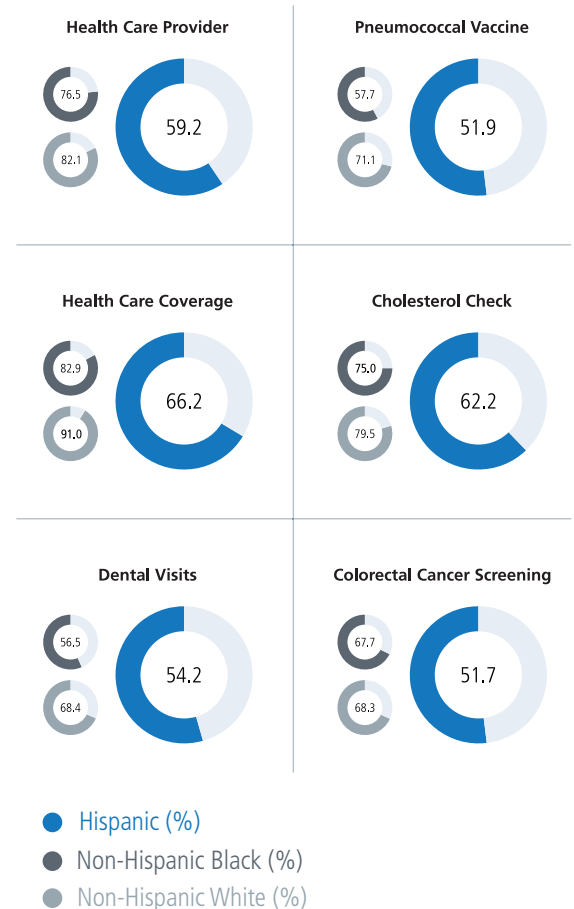 Health Care Provider
76.5
82.1
59.2
Pneumococcal Vaccine
57.7
71.1
51.9
Health Care Coverage
82.9
91.0
66.2
Cholesterol Check
75.0
79.5
62.2
Dental Visits
56.5
68.4
54.2
Colorectal Cancer Screening
67.7
68.3
51.7
Hispanic (%)
Non-Hispanic Black (%)
Non-Hispanic White (%)